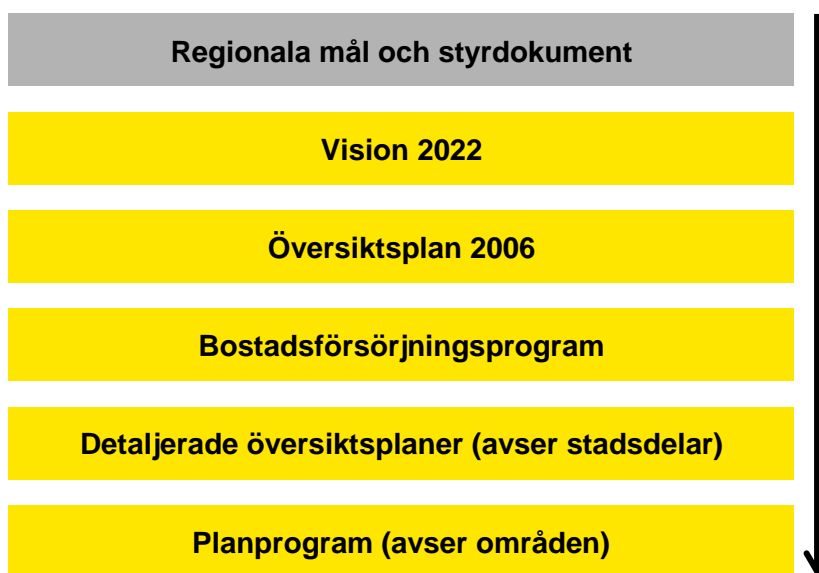 Regionala mål och styrdokument
Vision 2022
Översiktsplan 2006
Bostadsförsörjningsprogram
Detaljerade översiktsplaner (avser stadsdelar)
Planprogram (avser områden)